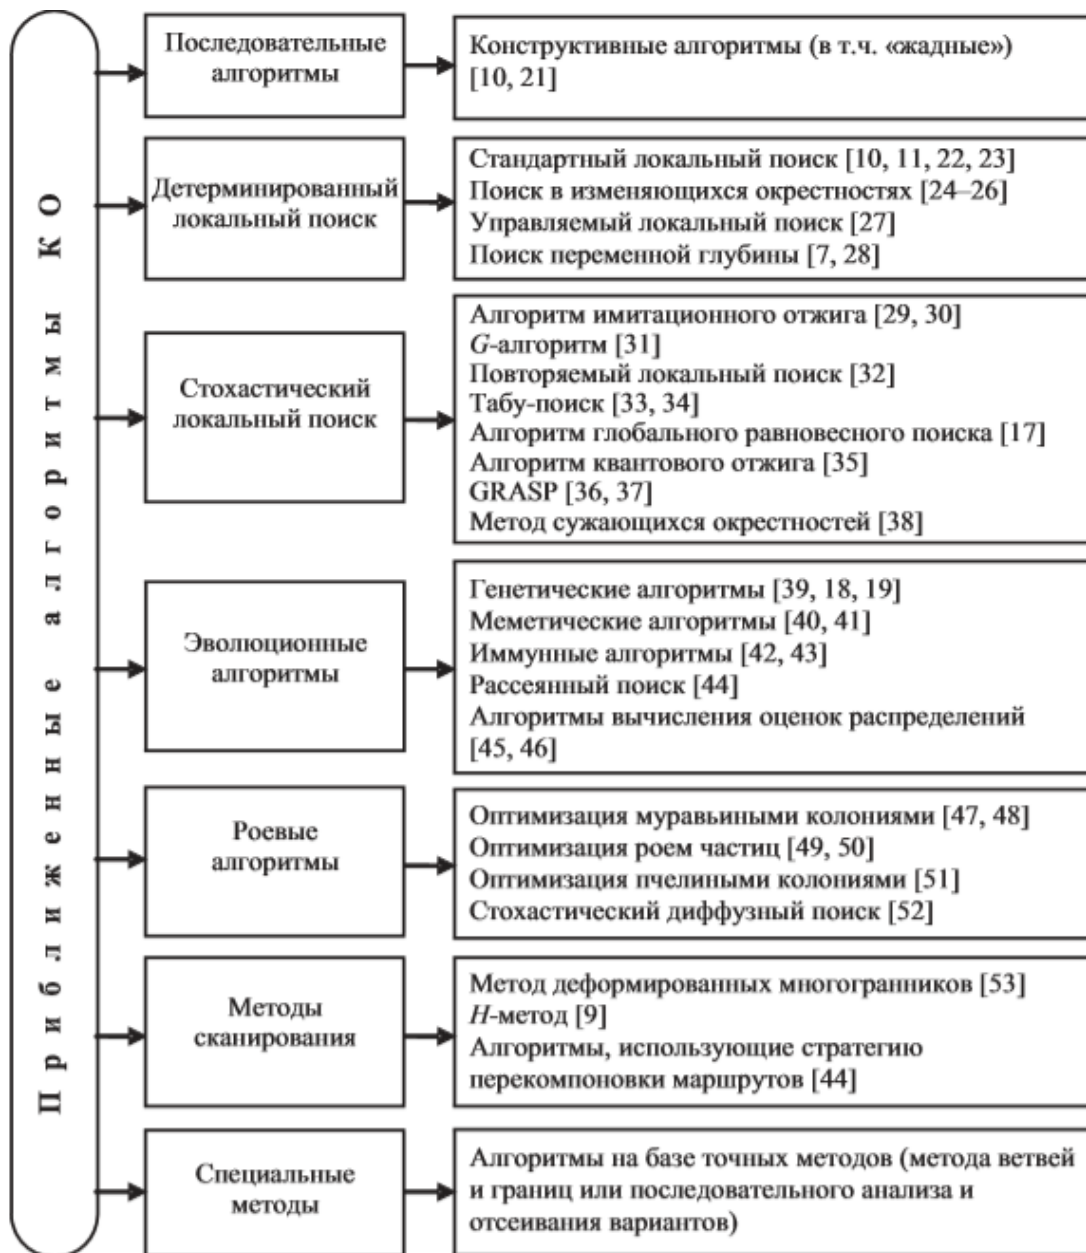 Приближенные алгоритмы КО
Последовательные
алгоритмы
Конструктивные алгоритмы (в т.ч. «жадные»)
[10, 21]
Детерминированный
локальный поиск
Стандартный локальный поиск [10, 11, 22, 23]
Поиск в изменяющихся окрестностях [24–26]
Управляемый локальный поиск [27]
Поиск переменной глубины [7, 28]
Стохастический
локальный поиск
Алгоритм имитационного отжига [29, 30]
G-алгоритм [31]
Повторяемый локальный поиск [32]
Табу-поиск [33, 34]
Алгоритм глобального равновесного поиска [17]
Алгоритм квантового отжига [35]
GRASP [36, 37]
Метод сужающихся окрестностей [38]
Эволюционные
алгоритмы
Генетические алгоритмы [39, 18, 19]
Меметические алгоритмы [40, 41]
Иммунные алгоритмы [42, 43]
Рассеянный поиск [44]
Алгоритмы вычисления оценок распределений
[45, 46]
Роевые
алгоритмы
Оптимизация муравьиными колониями [47, 48]
Оптимизация роем частиц [49, 50]
Оптимизация пчелиными колониями [51]
Стохастический диффузный поиск [52]
Методы
сканирования
Метод деформированных многогранников [53]
H-метод [9]
Алгоритмы, использующие стратегию
перекомпоновки маршрутов [44]
Специальные
методы
Алгоритмы на базе точных методов (метода ветвей
и границ или последовательного анализа и
отсеивания вариантов)